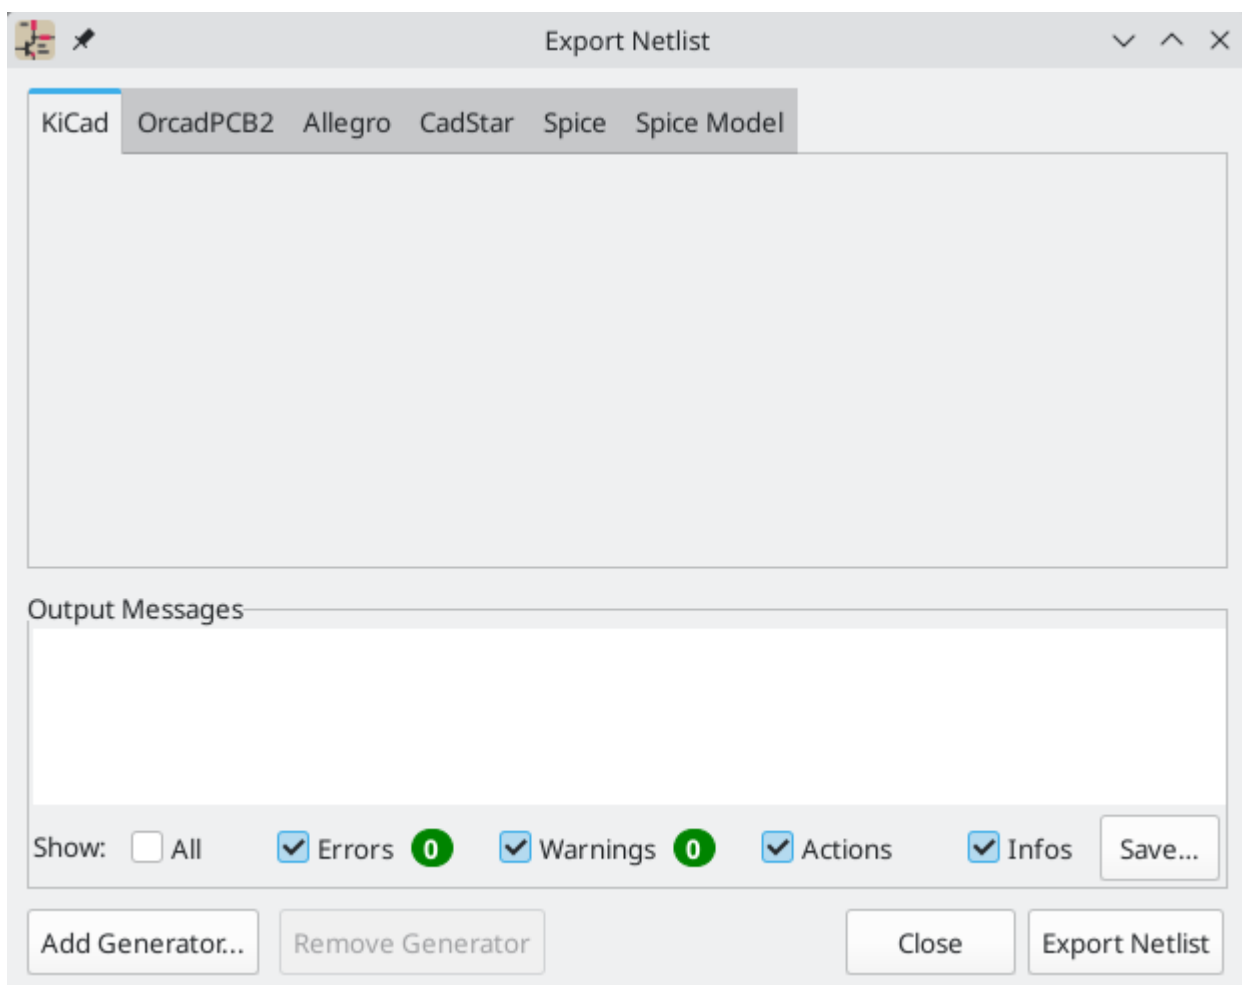 Export Netlist
KiCad OrcadPCB2 Allegro CadStar Spice Spice Model
Output Messages
Show: All Errors 0 Warnings 0 Actions Infos Save...
Add Generator... Remove Generator Close Export Netlist